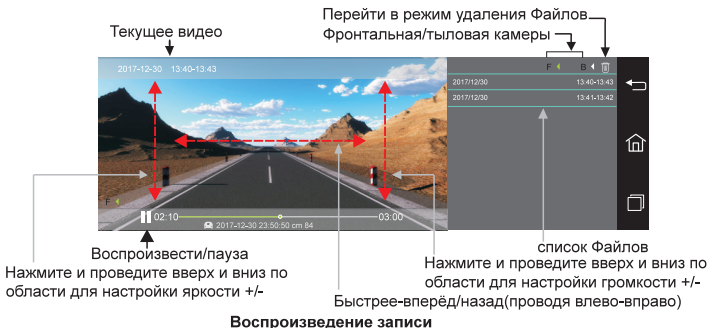 Перейти в режим удаления Файлов
Текущее видео
Фронтальная/тыловая камеры
2017-12-30 13:40-13:43
F B
2017/12/30 13:40-13:43
2017/12/30 13:41-13:42
F
02:10 03:00
2017-12-30 23:50:50 cm 84
Воспроизвести/пауза
список Файлов
Нажмите и проведите вверх и вниз по
области для настройки яркости +/-
Нажмите и проведите вверх и вниз по
области для настройки громкости +/-
Быстрее-вперёд/назад(проводя влево-вправо)
Воспроизведение записи